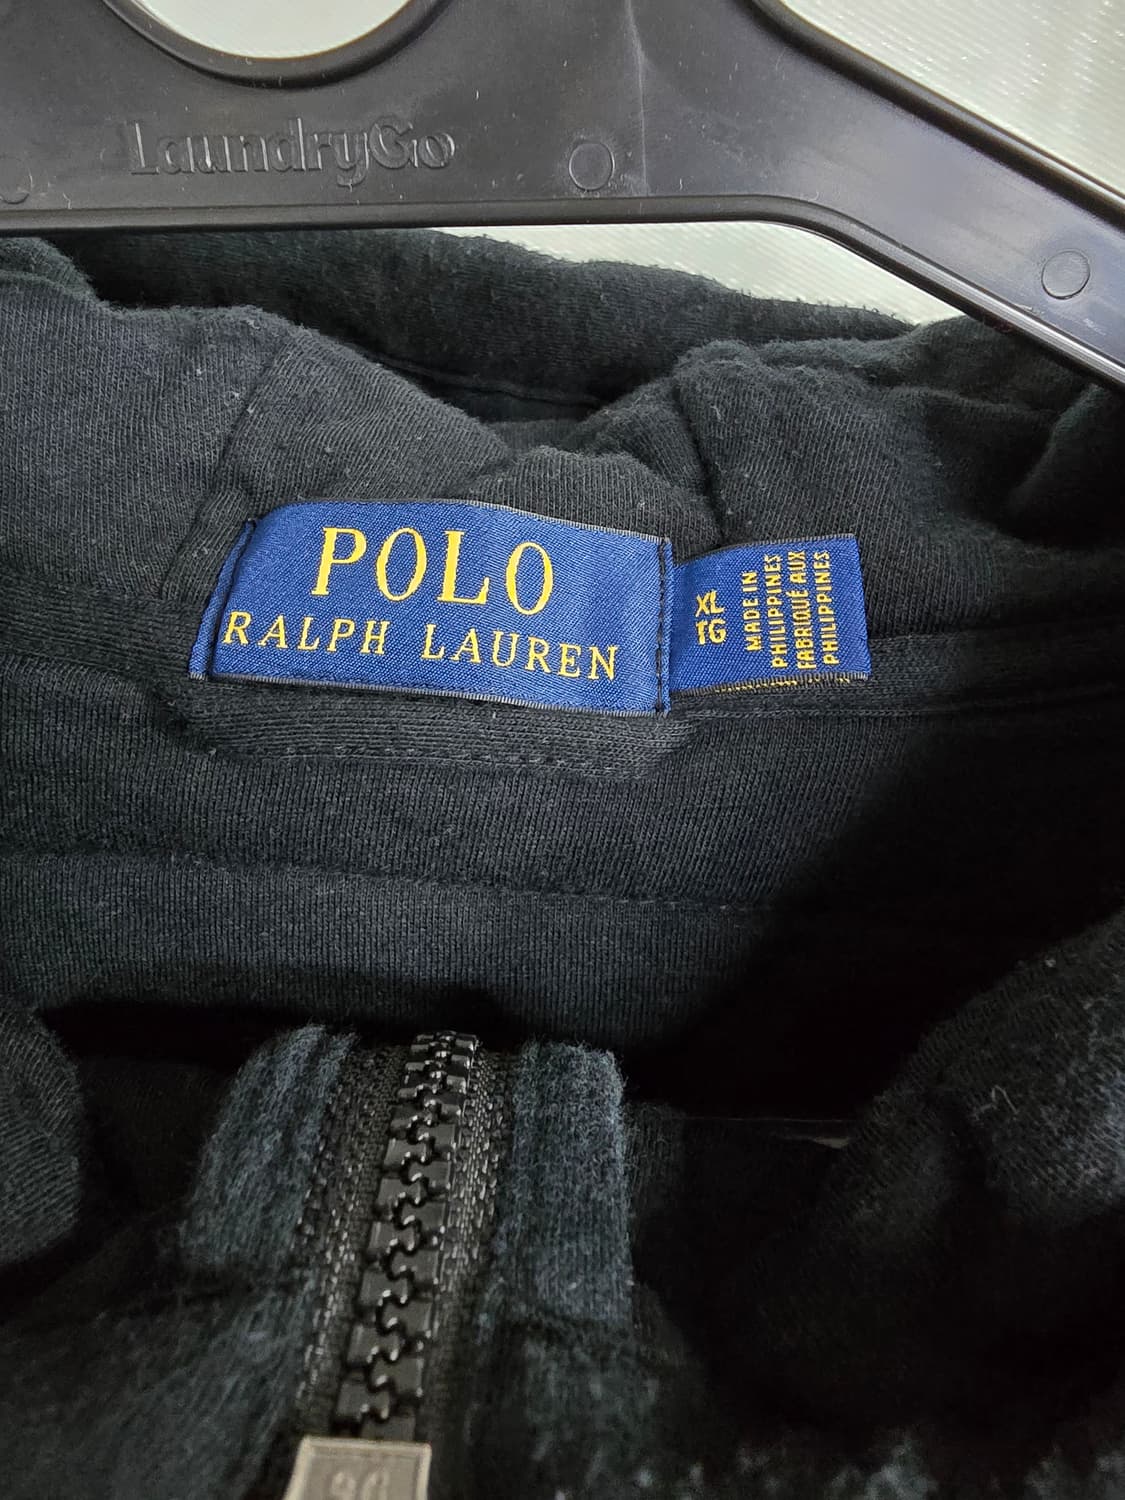 LaundryGo
POLO
RALPH LAUREN
XL
TG
MADE IN
PHILIPPINES
FABRIQUÉ AUX
PHILIPPINES